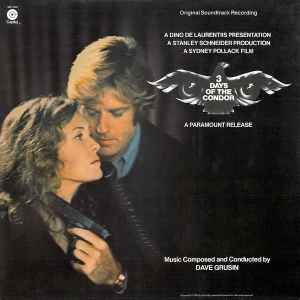 Original Soundtrack Recording
A DINO DE LAURENTIIS PRESENTATION
A STANLEY SCHNEIDER PRODUCTION
A SYDNEY POLLACK FILM
3
DAYS
OF THE
CONDOR
A PARAMOUNT RELEASE
Music Composed and Conducted by
DAVE GRUSIN